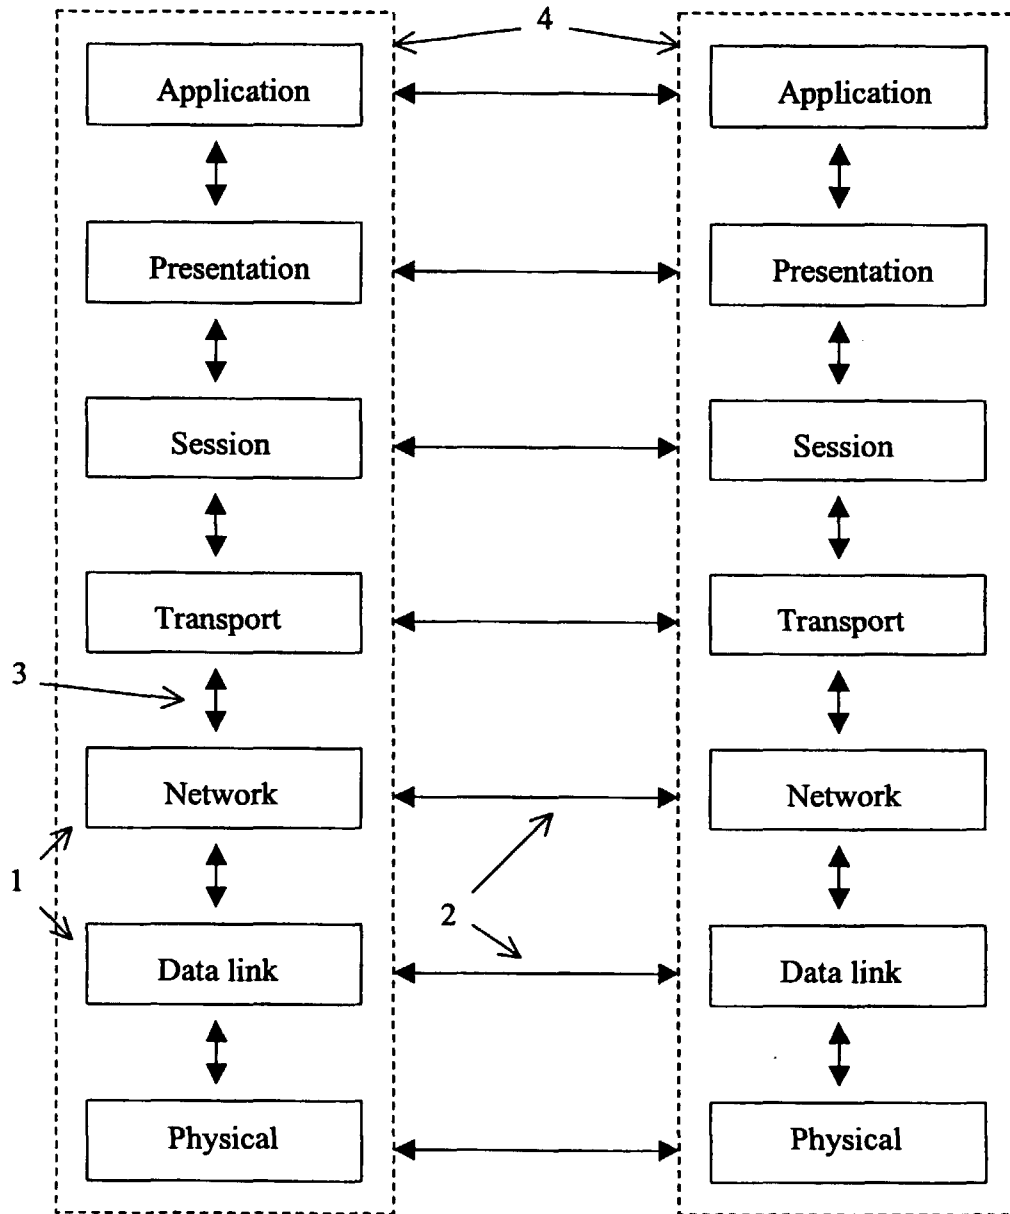 4
Application
Application
Presentation
Presentation
Session
Session
Transport
Transport
3
Network
Network
1
2
Data link
Data link
Physical
Physical